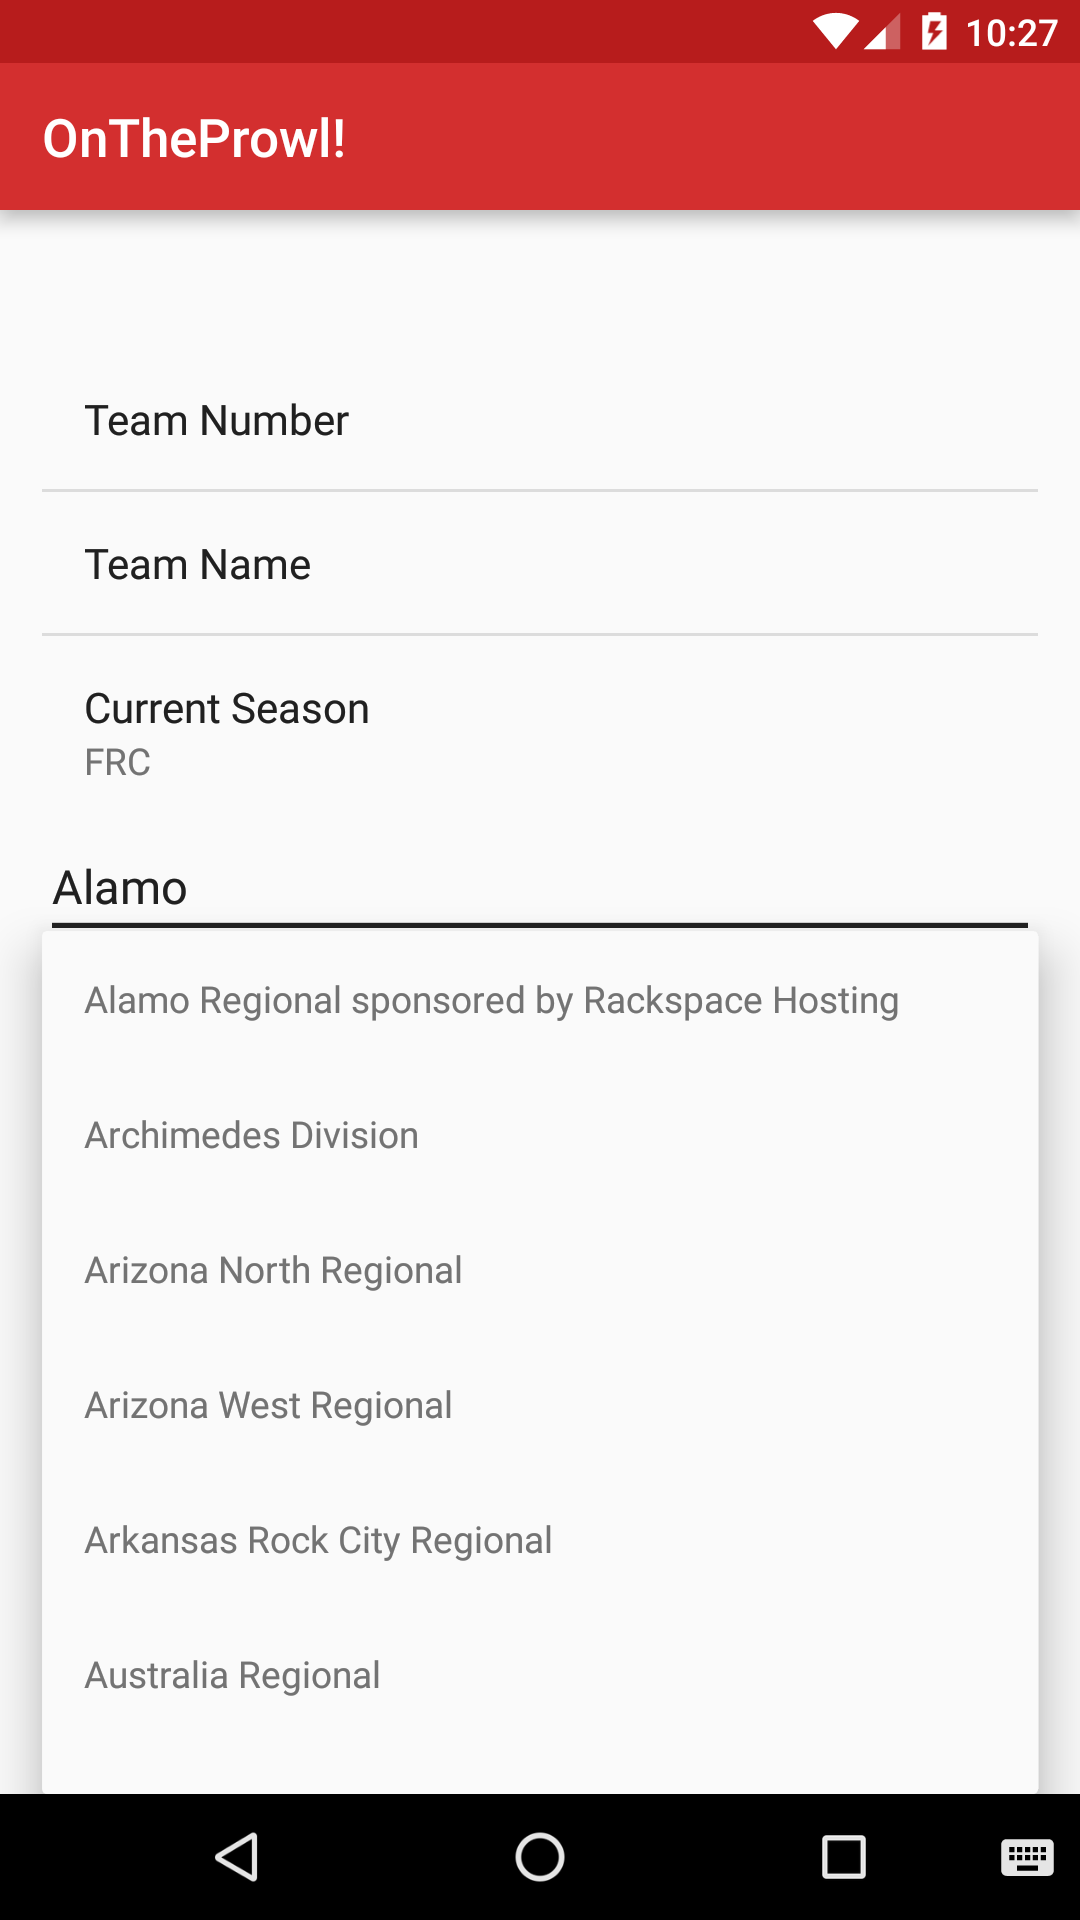 10:27
OnTheProwl!
Team Number
Team Name
Current Season
FRC
Alamo
Alamo Regional sponsored by Rackspace Hosting
Archimedes Division
Arizona North Regional
Arizona West Regional
Arkansas Rock City Regional
Australia Regional